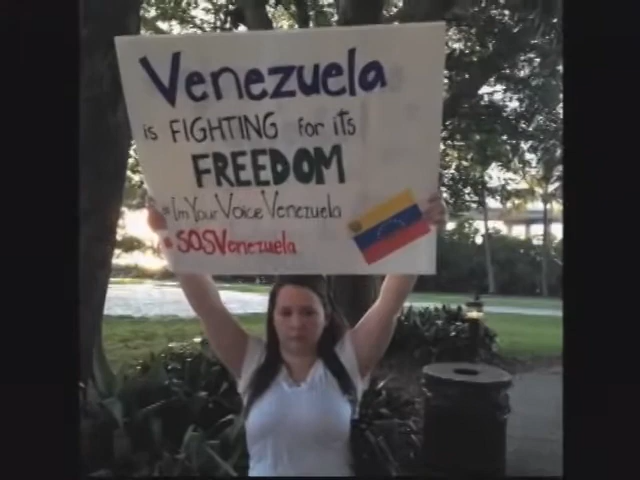 Venezuela
is FIGHTING for its
FREEDOM
#ImYourVoiceVenezuela
#SOSVenezuela